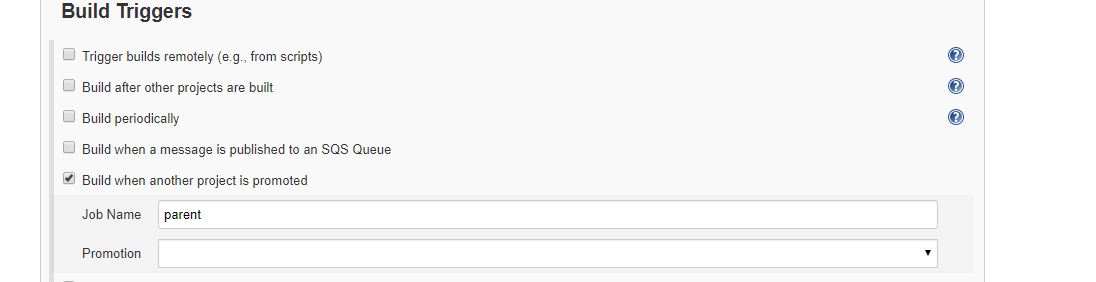 Build Triggers
Trigger builds remotely (e.g., from scripts)
Build after other projects are built
Build periodically
Build when a message is published to an SQS Queue
Build when another project is promoted
Job Name parent
Promotion